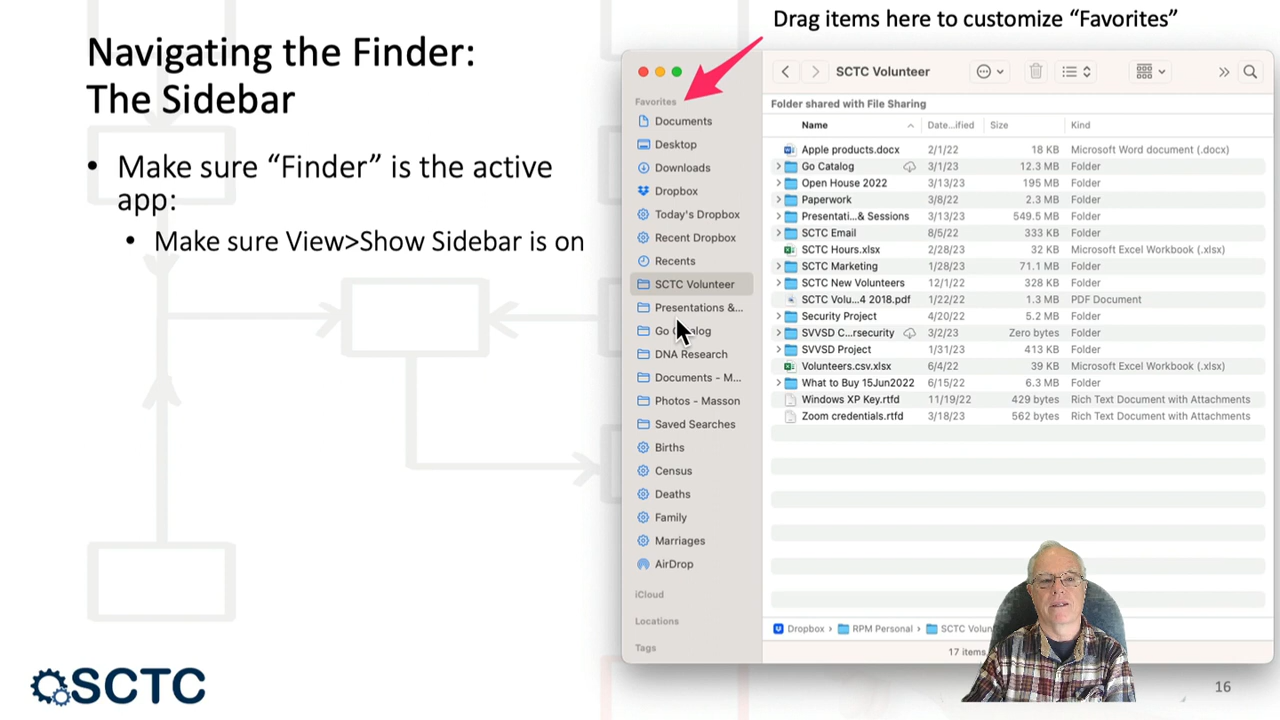 Drag items here to customize “Favorites”
Navigating the Finder:
The Sidebar
• Make sure “Finder” is the active
app:
• Make sure View>Show Sidebar is on
SCTC Volunteer
Favorites
Documents
Desktop
Downloads
Dropbox
Today's Dropbox
Recent Dropbox
Recents
SCTC Volunteer
Presentations &...
DNA Research
Documents - M...
Photos - Masson
Saved Searches
Births
Census
Deaths
Family
Marriages
AirDrop
iCloud
Locations
Tags
Folder shared with File Sharing
Name Date...ified Size Kind
Apple products.docx 2/1/22 18 KB Microsoft Word document (.docx)
Go Catalog 3/1/23 12.3 MB Folder
Open House 2022 3/13/23 195 MB Folder
Paperwork 3/8/22 2.3 MB Folder
Presentati...& Sessions 3/13/23 549.5 MB Folder
SCTC Email 8/5/22 333 KB Folder
SCTC Hours.xlsx 2/28/23 32 KB Microsoft Excel Workbook (.xlsx)
SCTC Marketing 1/28/23 71.1 MB Folder
SCTC New Volunteers 12/1/22 328 KB Folder
SCTC Volu...4 2018.pdf 1/22/22 1.3 MB PDF Document
Security Project 4/20/22 5.2 MB Folder
SVVSD C...rsecurity 3/2/23 Zero bytes Folder
SVVSD Project 1/31/23 413 KB Folder
Volunteers.csv.xlsx 6/4/22 39 KB Microsoft Excel Workbook (.xlsx)
What to Buy 15Jun2022 6/15/22 6.3 MB Folder
Windows XP Key.rtfd 11/19/22 429 bytes Rich Text Document with Attachments
Zoom credentials.rtfd 3/18/23 562 bytes Rich Text Document with Attachments
Dropbox › RPM Personal › SCTC Volun
17 items
SCTC
16